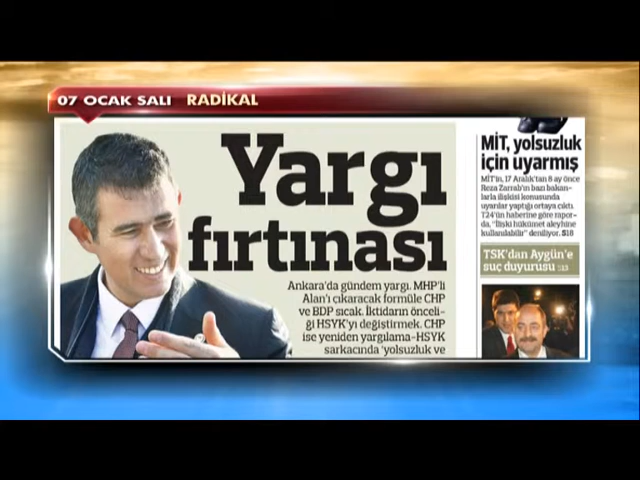 07 OCAK SALI RADİKAL
Yargı
fırtınası
Ankara'da gündem yargı. MHP'li
Alan'ı çıkaracak formüle CHP
ve BDP sıcak. İktidarın önceli-
ği HSYK'yı değiştirmek. CHP
ise yeniden yargılama-HSYK
sarkacında 'yolsuzluk ve
MİT, yolsuzluk
için uyarmış
MİT'in, 17 Aralık'tan 8 ay önce
Reza Zarrab'ın bazı bakan-
larla ilişkisi konusunda
uyarılar yaptığı ortaya çıktı.
T24'ün haberine göre rapor-
da, "İlişki hükümet aleyhine
kullanılabilir" deniliyor. S18
TSK'dan Aygün'e
suç duyurusu S13